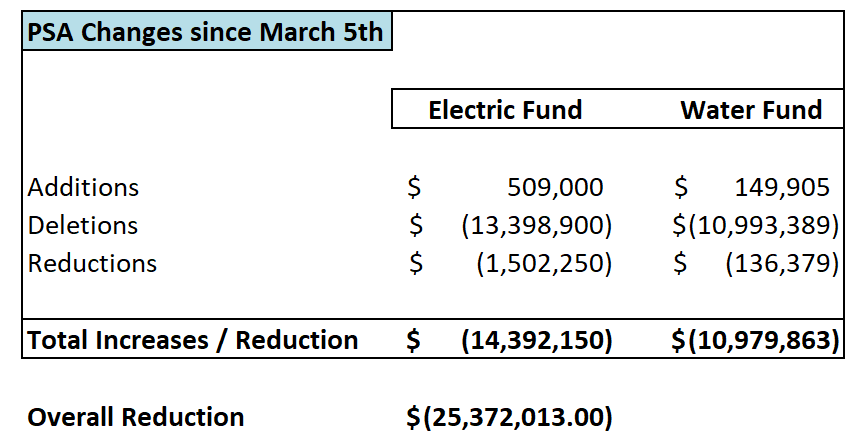 PSA Changes since March 5th
Electric Fund Water Fund
Additions $ 509,000 $ 149,905
Deletions $ (13,398,900) $(10,993,389)
Reductions $ (1,502,250) $ (136,379)
Total Increases / Reduction $ (14,392,150) $(10,979,863)
Overall Reduction $(25,372,013.00)